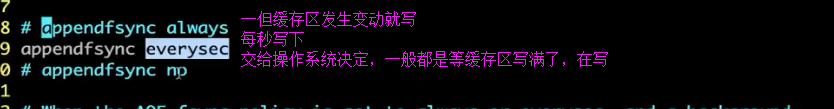 7
8 # appendfsync always 一但缓存区发生变动就写
9 appendfsync everysec 每秒写下
0 # appendfsync no 交给操作系统决定，一般都是等缓存区写满了，在写